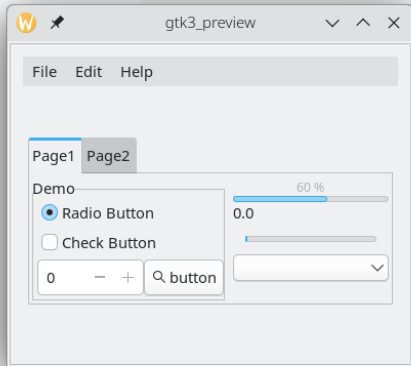 gtk3_preview
File Edit Help
Page1 Page2
Demo
60 %
Radio Button
0.0
Check Button
0 − + button